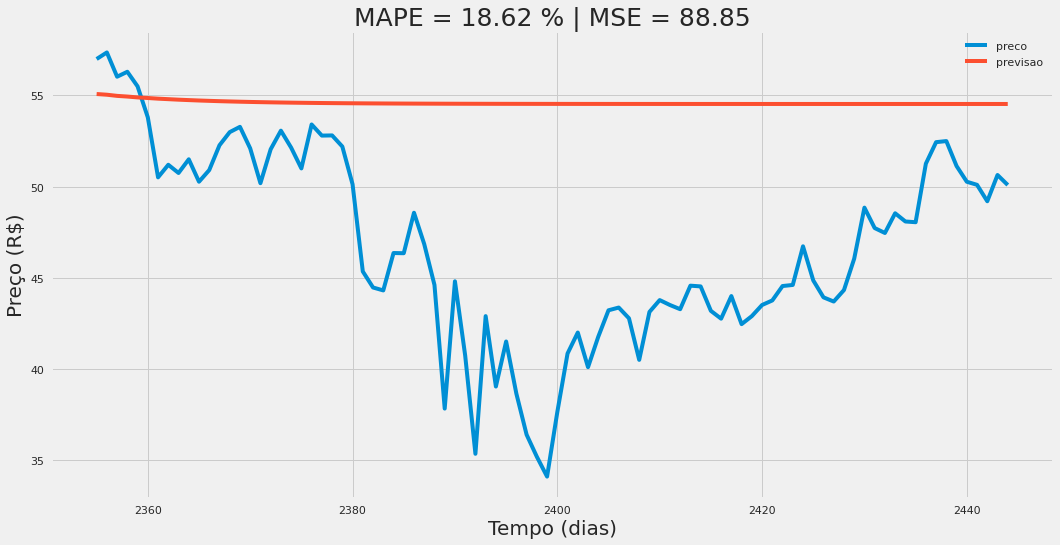 MAPE = 18.62 % | MSE = 88.85
preco
previsao
Preço (R$)
55
50
45
40
35
2360
2380
2400
2420
2440
Tempo (dias)